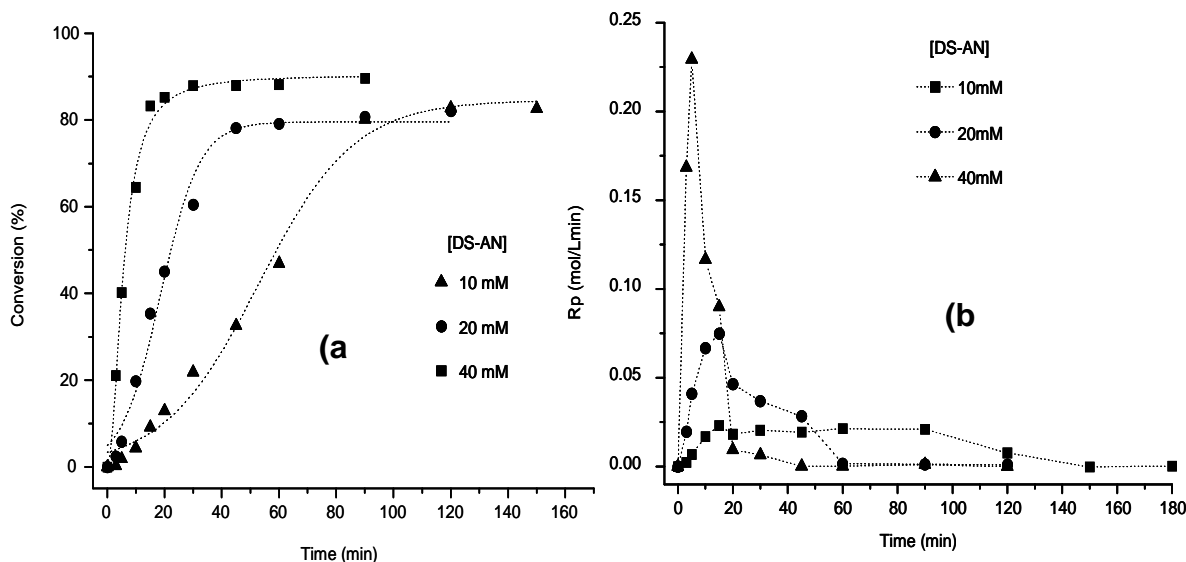 100
80
60
40
20
0
Conversion (%)
0 20 40 60 80 100 120 140 160
Time (min)
[DS-AN]
10 mM
20 mM
40 mM
(a
0.25
0.20
0.15
0.10
0.05
0.00
Rp (mol/Lmin)
0 20 40 60 80 100 120 140 160 180
Time (min)
[DS-AN]
10mM
20mM
40mM
(b